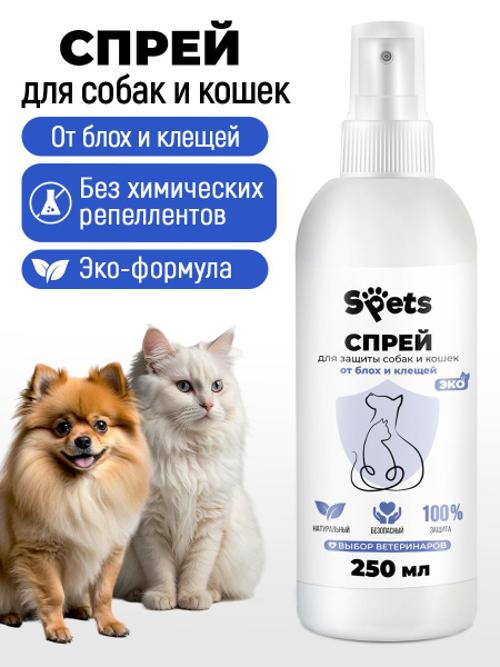 СПРЕЙ
для собак и кошек
От блох и клещей
Без химических
репеллентов
Эко-формула
Spets
СПРЕЙ
для защиты собак и кошек
от блох и клещей
ЭКО
НАТУРАЛЬНЫЙ
БЕЗОПАСНЫЙ
100%
ЗАЩИТА
ВЫБОР ВЕТЕРИНАРОВ
250 мл